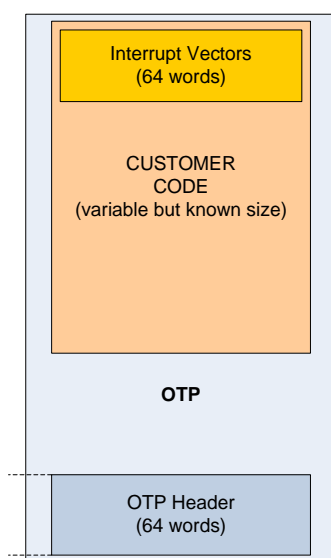 Interrupt Vectors
(64 words)
CUSTOMER
CODE
(variable but known size)
OTP
OTP Header
(64 words)